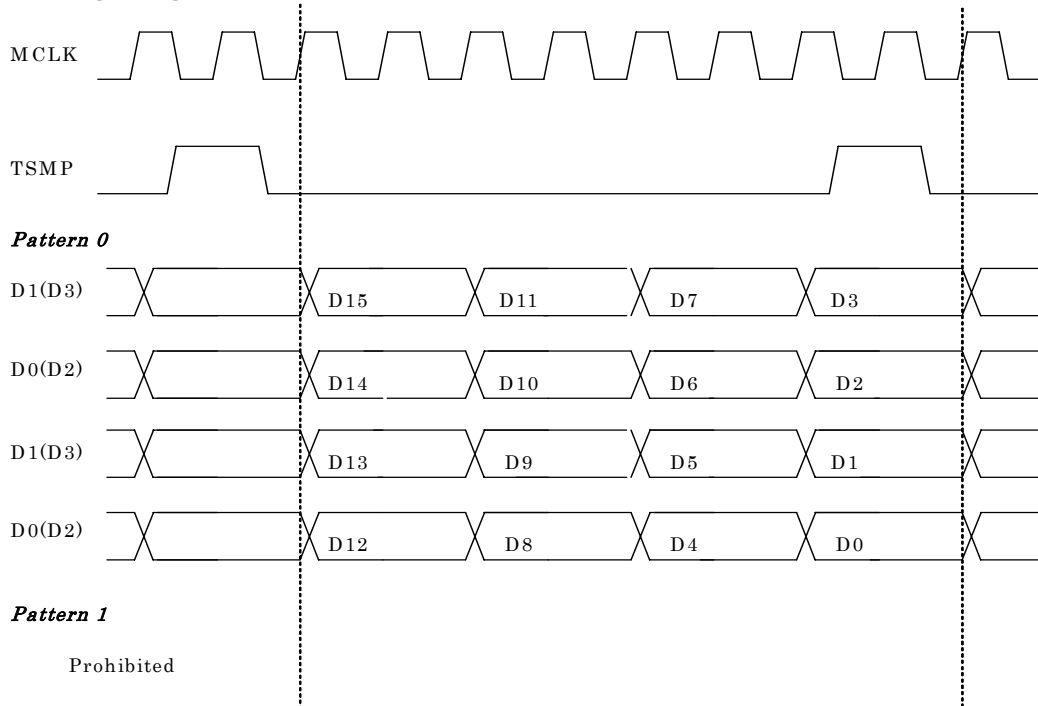 MCLK
TSMP
Pattern 0
D1(D3) D15 D11 D7 D3
D0(D2) D14 D10 D6 D2
D1(D3) D13 D9 D5 D1
D0(D2) D12 D8 D4 D0
Pattern 1
Prohibited